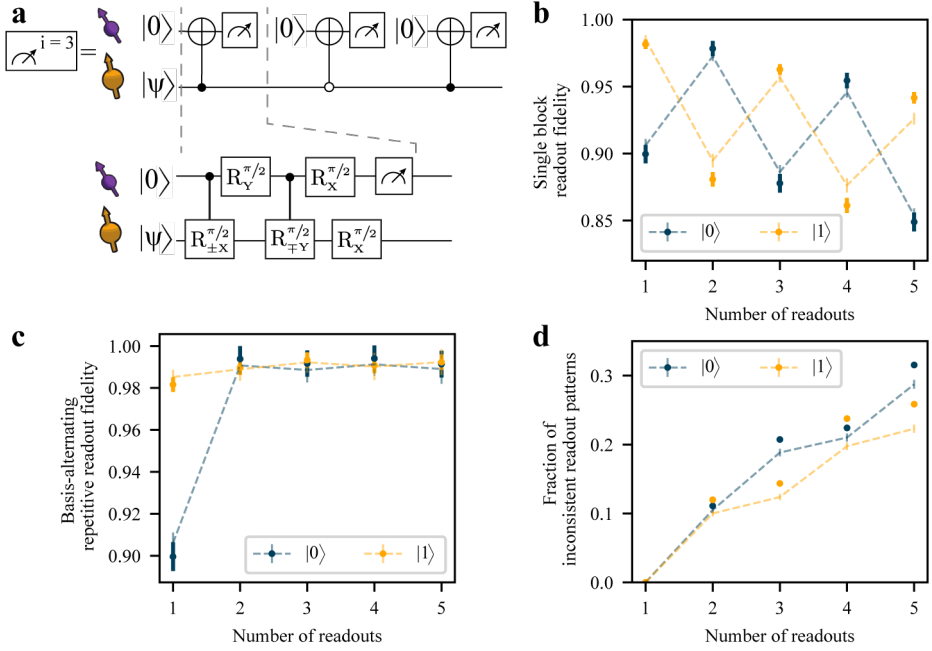 a
i = 3
=
|0⟩ |0⟩ |0⟩
|ψ⟩
|0⟩ R_Y^{π/2} R_X^{π/2}
|ψ⟩ R_{±X}^{π/2} R_{∓Y}^{π/2} R_X^{π/2}
b
Single block
readout fidelity
0.95
0.90
0.85
|0⟩ |1⟩
1 2 3 4 5
Number of readouts
c
Basis-alternating
repetitive readout fidelity
1.00
0.98
0.96
0.94
0.92
0.90
|0⟩ |1⟩
1 2 3 4 5
Number of readouts
d
Fraction of
inconsistent readout patterns
0.3
0.2
0.1
0.0
|0⟩ |1⟩
1 2 3 4 5
Number of readouts